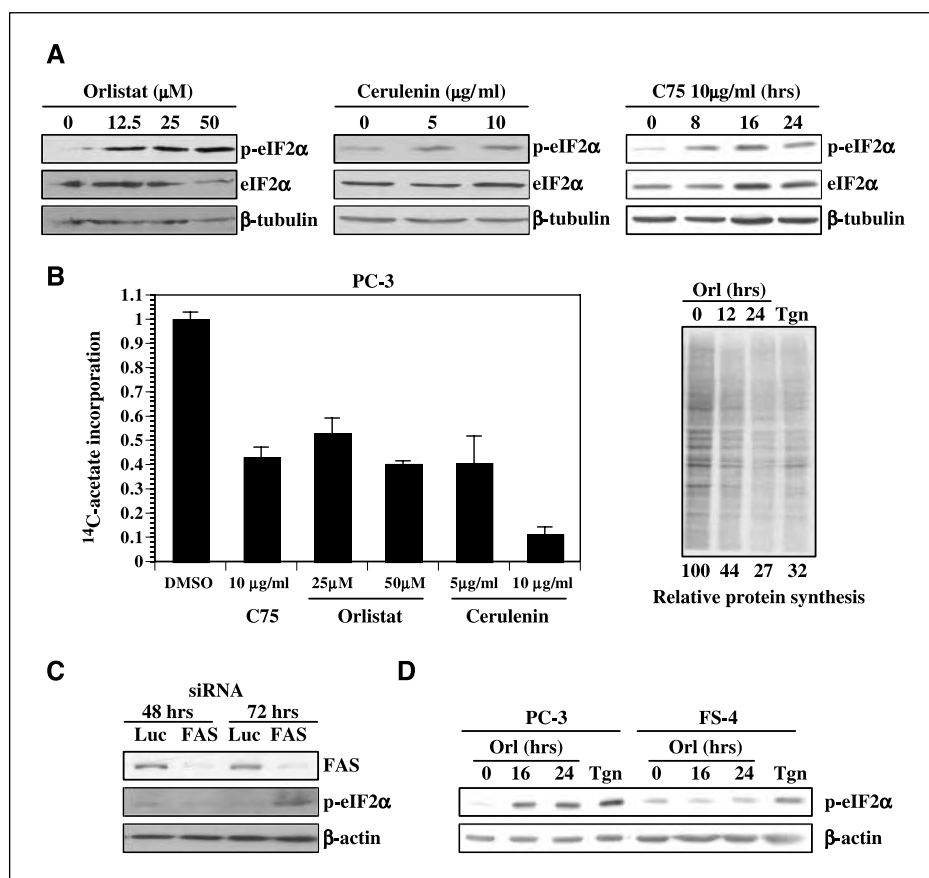 A
Orlistat (μM)
0 12.5 25 50
p-eIF2α
eIF2α
β-tubulin
Cerulenin (μg/ml)
0 5 10
p-eIF2α
eIF2α
β-tubulin
C75 10μg/ml (hrs)
0 8 16 24
p-eIF2α
eIF2α
β-tubulin
B
PC-3
14C-acetate incorporation
1.1
1
0.9
0.8
0.7
0.6
0.5
0.4
0.3
0.2
0.1
0
DMSO 10 μg/ml 25μM 50μM 5μg/ml 10 μg/ml
C75 Orlistat Cerulenin
Orl (hrs)
0 12 24 Tgn
100 44 27 32
Relative protein synthesis
C
siRNA
48 hrs 72 hrs
Luc FAS Luc FAS
FAS
p-eIF2α
β-actin
D
PC-3 FS-4
Orl (hrs) Orl (hrs)
0 16 24 Tgn 0 16 24 Tgn
p-eIF2α
β-actin